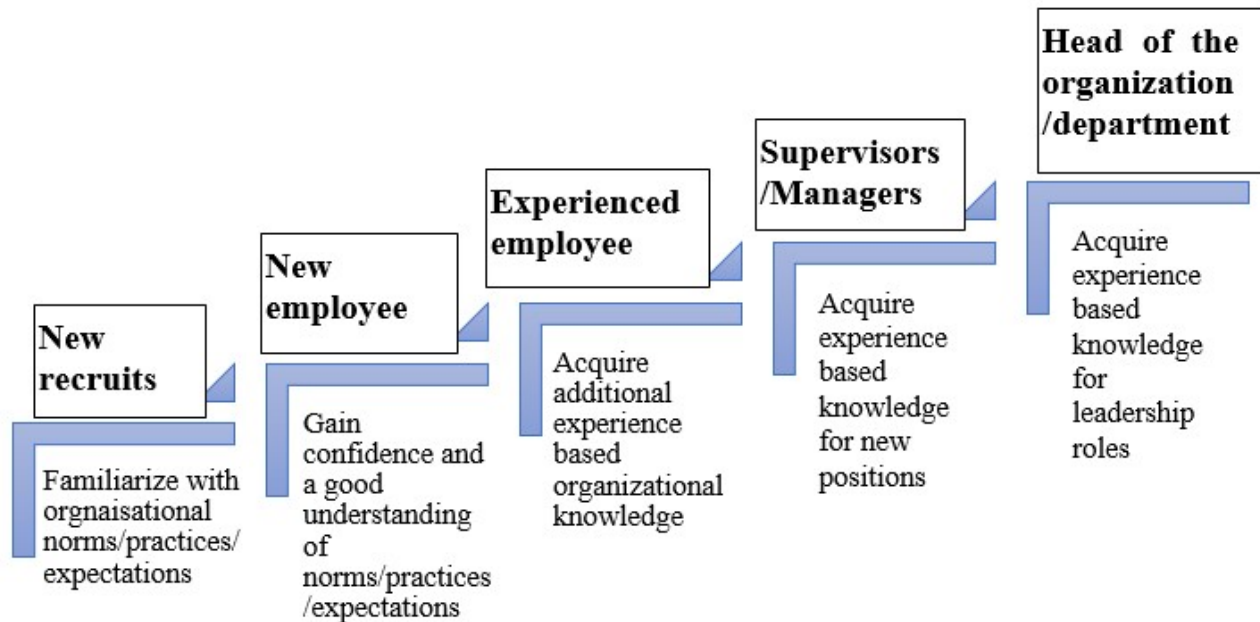 New
recruits
Familiarize with
orgnaisational
norms/practices/
expectations
New
employee
Gain
confidence and
a good
understanding
of
norms/practices
/expectations
Experienced
employee
Acquire
additional
experience
based
organizational
knowledge
Supervisors
/Managers
Acquire
experience
based
knowledge
for new
positions
Head of the
organization
/department
Acquire
experience
based
knowledge
for
leadership
roles